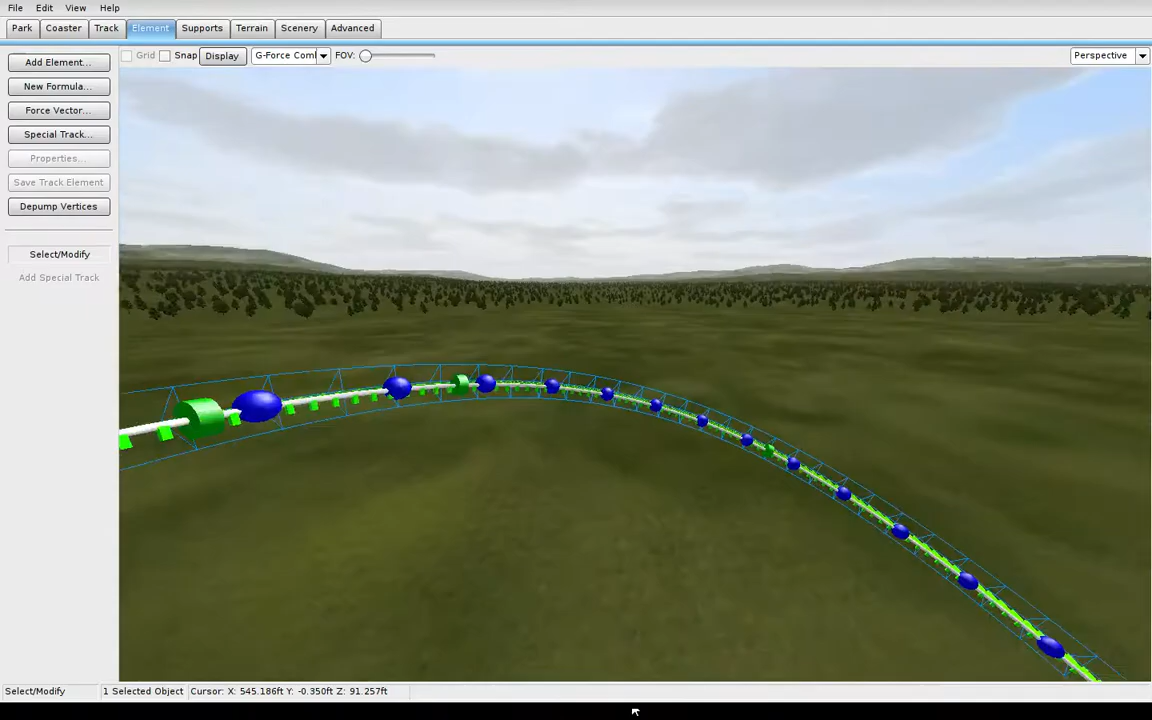 File Edit View Help
Park Coaster Track Element Supports Terrain Scenery Advanced
Grid Snap Display G-Force Coml FOV: Perspective
Add Element...
New Formula...
Force Vector...
Special Track...
Properties...
Save Track Element
Depump Vertices
Select/Modify
Add Special Track
Select/Modify 1 Selected Object Cursor: X: 545.186ft Y: -0.350ft Z: 91.257ft